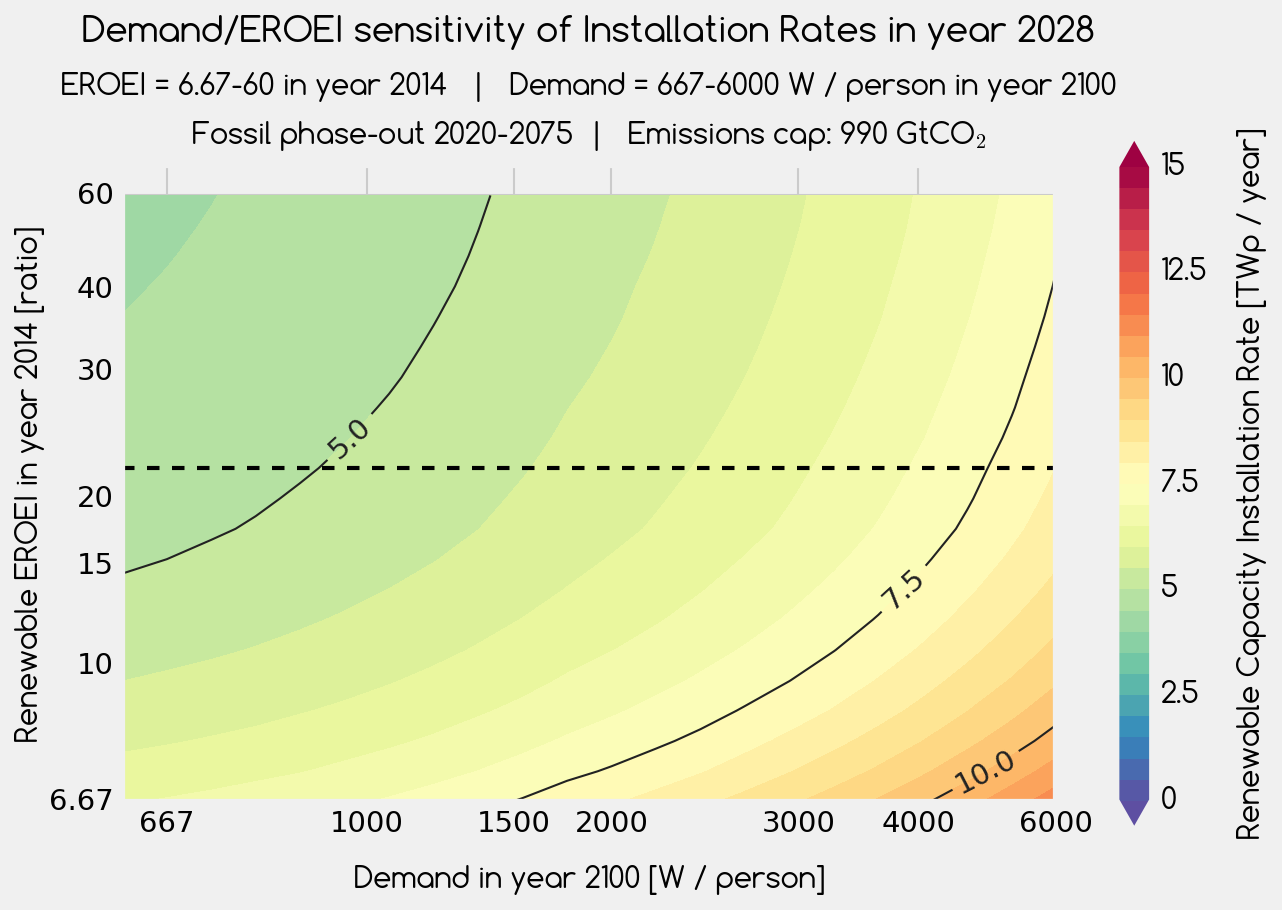 Demand/EROEI sensitivity of Installation Rates in year 2028
EROEI = 6.67-60 in year 2014 | Demand = 667-6000 W / person in year 2100
Fossil phase-out 2020-2075 | Emissions cap: 990 GtCO₂
Renewable EROEI in year 2014 [ratio]
60
40
30
20
15
10
6.67
5.0
7.5
10.0
667 1000 1500 2000 3000 4000 6000
Demand in year 2100 [W / person]
15
12.5
10
7.5
5
2.5
0
Renewable Capacity Installation Rate [TWp / year]